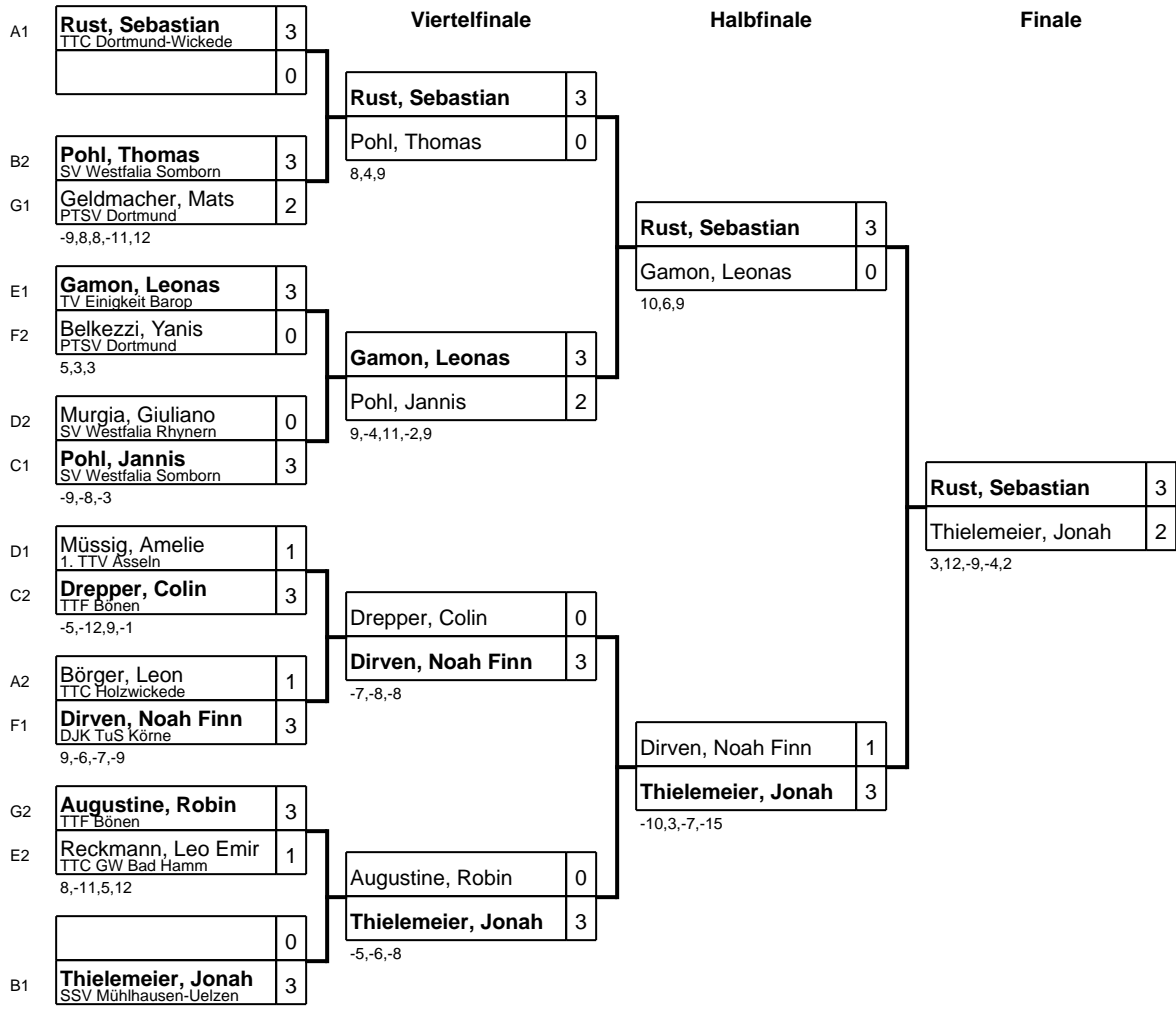 Viertelfinale
Halbfinale
Finale
A1
Rust, Sebastian
TTC Dortmund-Wickede
3
0
B2
Pohl, Thomas
SV Westfalia Somborn
3
G1
Geldmacher, Mats
PTSV Dortmund
2
-9,8,8,-11,12
E1
Gamon, Leonas
TV Einigkeit Barop
3
F2
Belkezzi, Yanis
PTSV Dortmund
0
5,3,3
D2
Murgia, Giuliano
SV Westfalia Rhynern
0
C1
Pohl, Jannis
SV Westfalia Somborn
3
-9,-8,-3
D1
Müssig, Amelie
1. TTV Asseln
1
C2
Drepper, Colin
TTF Bönen
3
-5,-12,9,-1
A2
Börger, Leon
TTC Holzwickede
1
F1
Dirven, Noah Finn
DJK TuS Körne
3
9,-6,-7,-9
G2
Augustine, Robin
TTF Bönen
3
E2
Reckmann, Leo Emir
TTC GW Bad Hamm
1
8,-11,5,12
0
B1
Thielemeier, Jonah
SSV Mühlhausen-Uelzen
3
Rust, Sebastian 3
Pohl, Thomas 0
8,4,9
Gamon, Leonas 3
Pohl, Jannis 2
9,-4,11,-2,9
Drepper, Colin 0
Dirven, Noah Finn 3
-7,-8,-8
Augustine, Robin 0
Thielemeier, Jonah 3
-5,-6,-8
Rust, Sebastian 3
Gamon, Leonas 0
10,6,9
Dirven, Noah Finn 1
Thielemeier, Jonah 3
-10,3,-7,-15
Rust, Sebastian 3
Thielemeier, Jonah 2
3,12,-9,-4,2